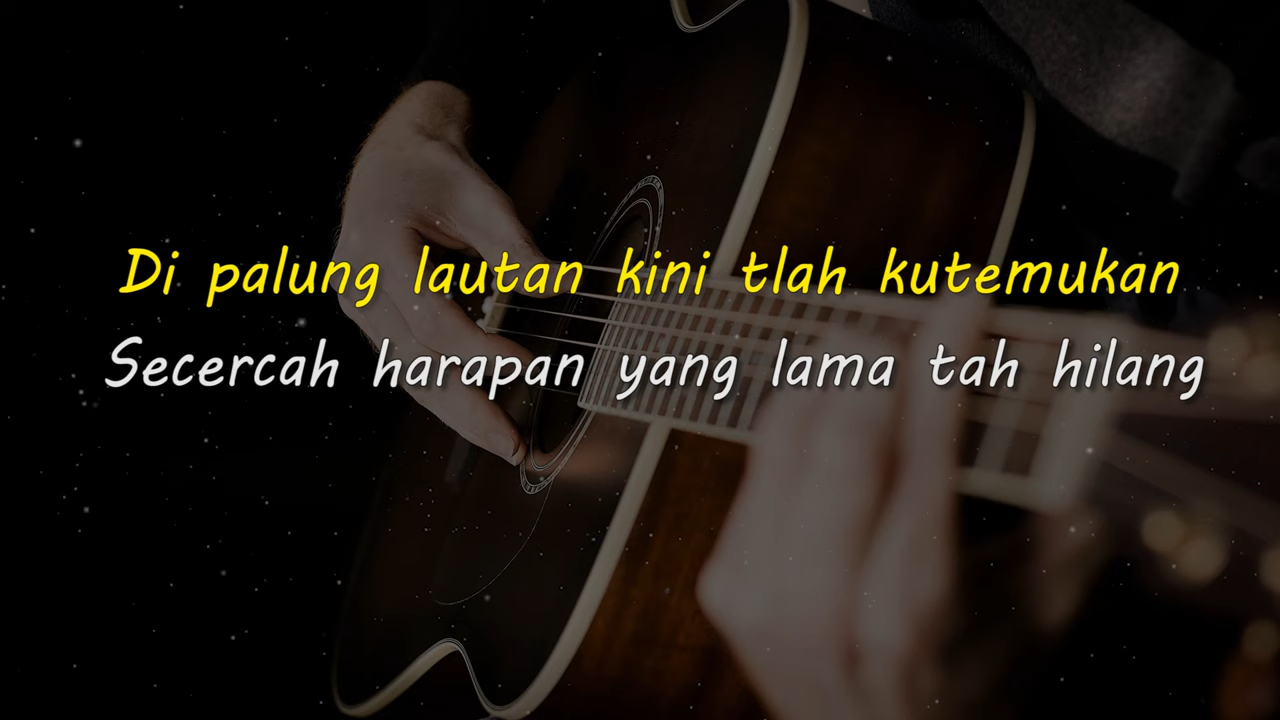 Di palung lautan kini tlah kutemukan
Secercah harapan yang lama tah hilang